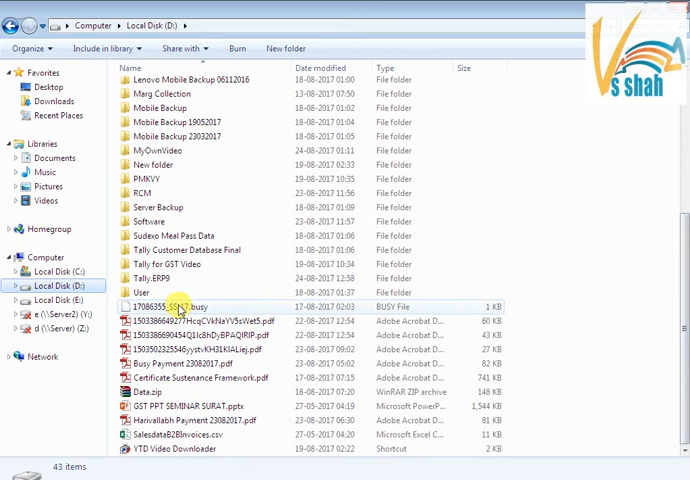 Computer ▸ Local Disk (D:) ▸
Organize Include in library Share with Burn New folder
Vs shah
Favorites
Desktop
Downloads
Recent Places
Libraries
Documents
Music
Pictures
Videos
Homegroup
Computer
Local Disk (C:)
Local Disk (D:)
Local Disk (E:)
e (\\Server2) (Y:)
d (\\Server) (Z:)
Network
Name Date modified Type Size
Lenovo Mobile Backup 06112016 18-08-2017 01:00 File folder
Marg Collection 13-08-2017 07:50 File folder
Mobile Backup 18-08-2017 01:02 File folder
Mobile Backup 19052017 18-08-2017 01:04 File folder
Mobile Backup 23032017 18-08-2017 01:05 File folder
MyOwnVideo 24-08-2017 01:11 File folder
New folder 19-08-2017 02:33 File folder
PMKVY 18-08-2017 01:05 File folder
RCM 23-08-2017 11:56 File folder
Server Backup 18-08-2017 01:09 File folder
Software 23-08-2017 11:57 File folder
Sudexo Meal Pass Data 18-08-2017 01:06 File folder
Tally Customer Database Final 18-08-2017 01:06 File folder
Tally for GST Video 19-08-2017 02:13 File folder
Tally.ERP9 24-08-2017 12:58 File folder
User 18-08-2017 01:37 File folder
17086355_SS 17.busy 17-08-2017 02:03 BUSY File 1 KB
1503386649277HcqCVkNaYV5sWet5.pdf 22-08-2017 12:54 Adobe Acrobat D... 60 KB
1503386690454Q1Ic8hDyBPAQIRIP.pdf 22-08-2017 12:54 Adobe Acrobat D... 43 KB
1503502325546yystvKH31KIALiej.pdf 23-08-2017 09:02 Adobe Acrobat D... 27 KB
Busy Payment 23082017.pdf 23-08-2017 05:02 Adobe Acrobat D... 82 KB
Certificate Sustenance Framework.pdf 17-08-2017 07:15 Adobe Acrobat D... 741 KB
Data.zip 22-08-2017 12:54 WinRAR ZIP archive 148 KB
GST PPT SEMINAR SURAT.pptx 27-05-2017 04:19 Microsoft PowerP... 1,544 KB
Harivallabh Payment 23082017.pdf 23-08-2017 06:30 Adobe Acrobat D... 81 KB
SalesdataB2BInvoices.csv 27-05-2017 04:20 Microsoft Excel C... 11 KB
YTD Video Downloader 19-08-2017 02:22 Shortcut 2 KB
43 items